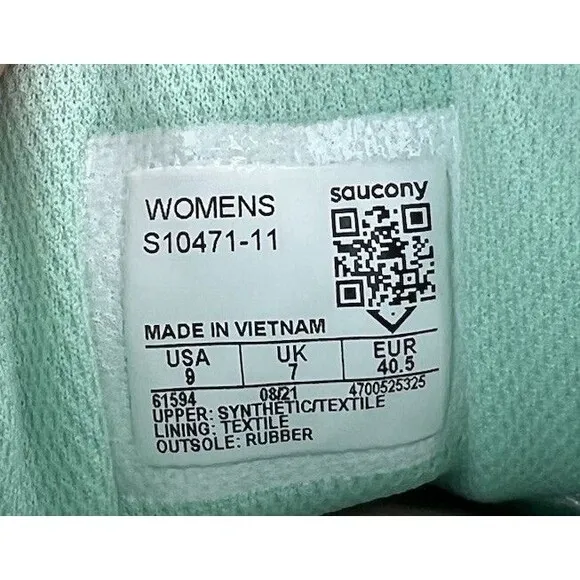 WOMENS
saucony
S10471-11
MADE IN VIETNAM
USA UK EUR
9 7 40.5
61594 08/21 4700525325
UPPER: SYNTHETIC/TEXTILE
LINING: TEXTILE
OUTSOLE: RUBBER